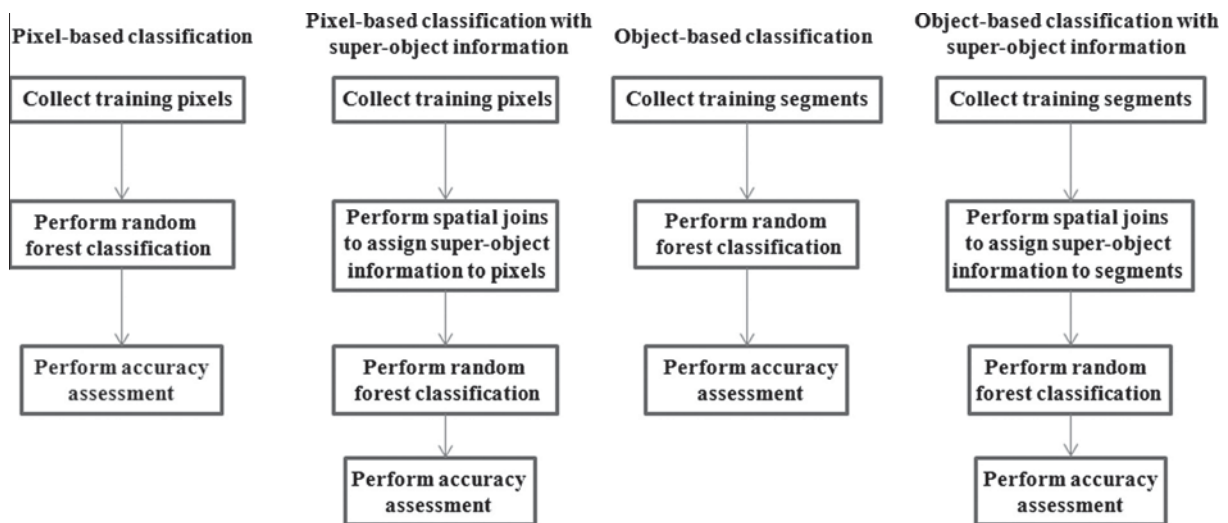 Pixel-based classification
Collect training pixels
Perform random
forest classification
Perform accuracy
assessment
Pixel-based classification with
super-object information
Collect training pixels
Perform spatial joins
to assign super-object
information to pixels
Perform random
forest classification
Perform accuracy
assessment
Object-based classification
Collect training segments
Perform random
forest classification
Perform accuracy
assessment
Object-based classification with
super-object information
Collect training segments
Perform spatial joins
to assign super-object
information to segments
Perform random
forest classification
Perform accuracy
assessment